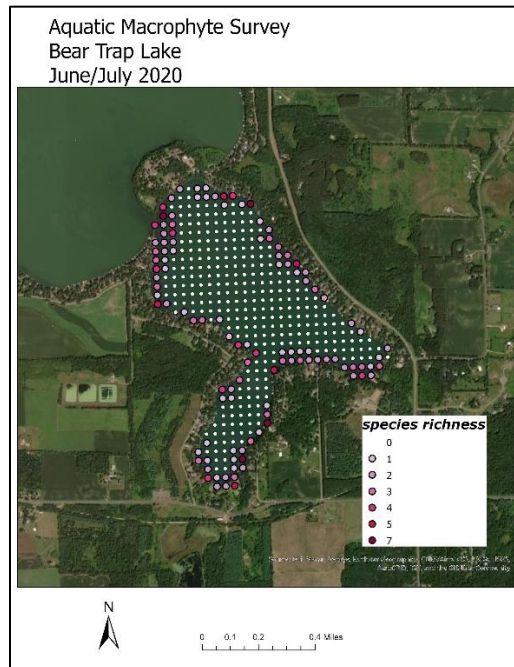 Aquatic Macrophyte Survey
Bear Trap Lake
June/July 2020
species richness
0
1
2
3
4
5
7
N
0 0.1 0.2 0.4 Miles